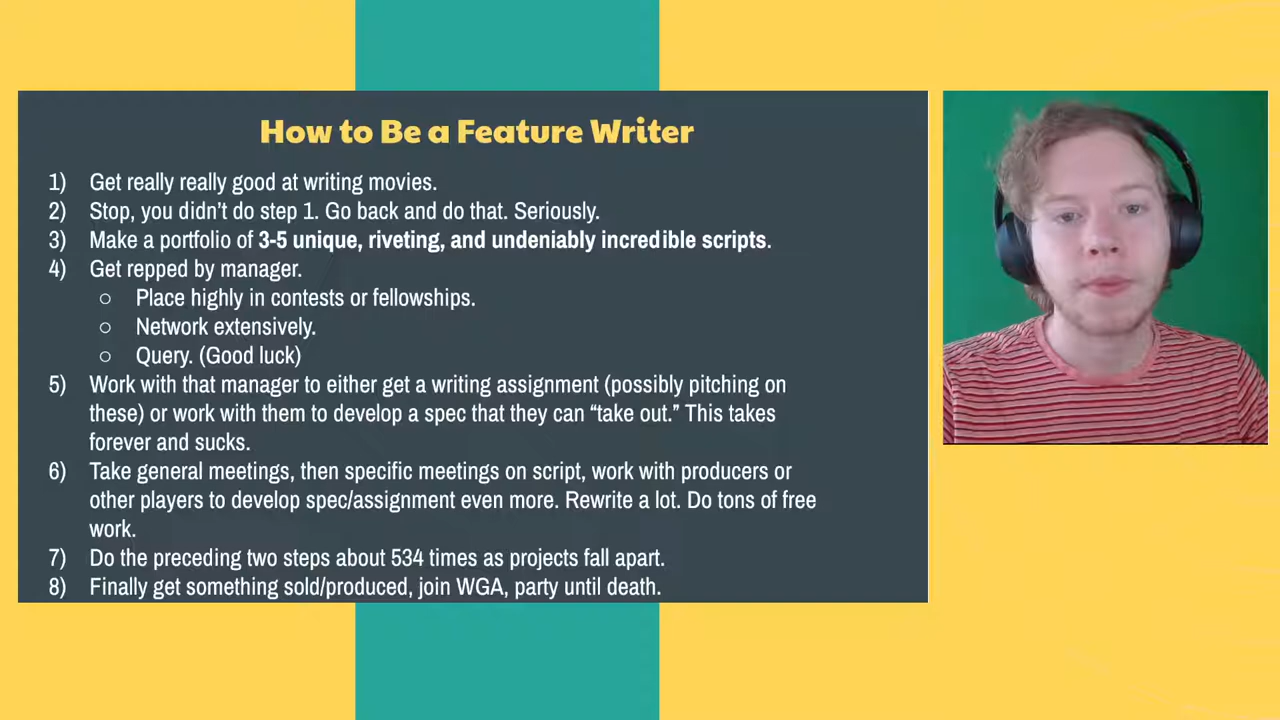 How to Be a Feature Writer
1) Get really really good at writing movies.
2) Stop, you didn’t do step 1. Go back and do that. Seriously.
3) Make a portfolio of 3-5 unique, riveting, and undeniably incredible scripts.
4) Get repped by manager.
○ Place highly in contests or fellowships.
○ Network extensively.
○ Query. (Good luck)
5) Work with that manager to either get a writing assignment (possibly pitching on
these) or work with them to develop a spec that they can “take out.” This takes
forever and sucks.
6) Take general meetings, then specific meetings on script, work with producers or
other players to develop spec/assignment even more. Rewrite a lot. Do tons of free
work.
7) Do the preceding two steps about 534 times as projects fall apart.
8) Finally get something sold/produced, join WGA, party until death.